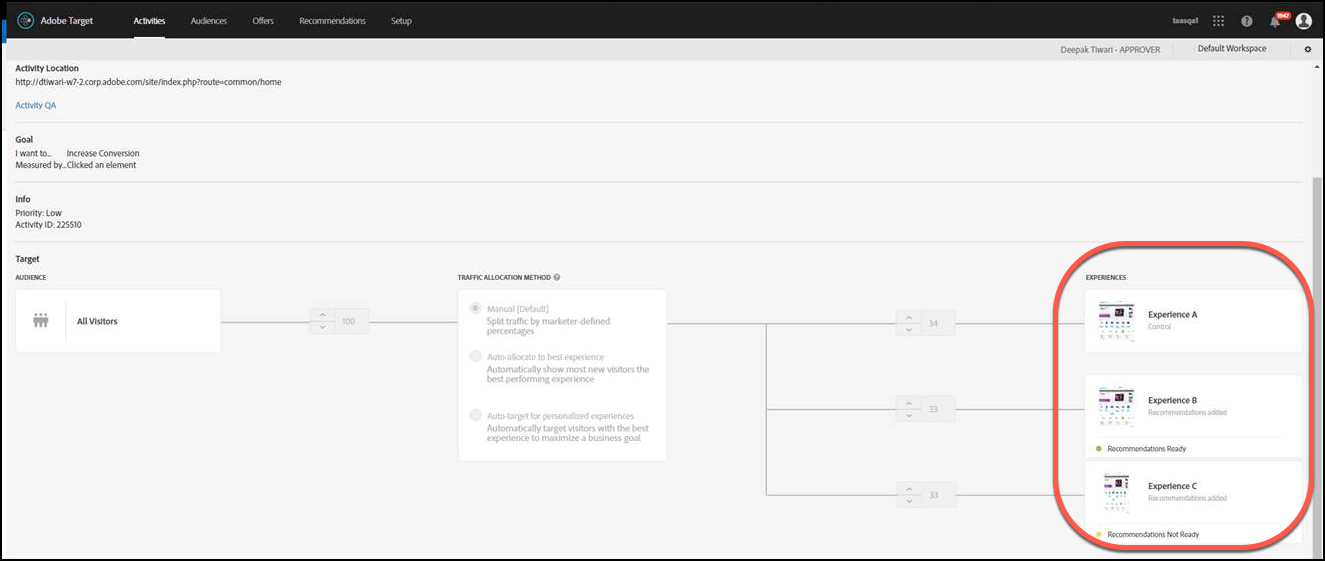 Adobe Target
Activities
Audiences
Offers
Recommendations
Setup
taasqa1
1947
Deepak Tiwari - APPROVER
Default Workspace
Activity Location
http://dtiwari-w7-2.corp.adobe.com/site/index.php?route=common/home
Activity QA
Goal
I want to... Increase Conversion
Measured by... Clicked an element
Info
Priority: Low
Activity ID: 225510
Target
AUDIENCE
All Visitors
100
TRAFFIC ALLOCATION METHOD
Manual [Default]
Split traffic by marketer-defined
percentages
Auto-allocate to best experience
Automatically show most new visitors the
best performing experience
Auto-target for personalized experiences
Automatically target visitors with the best
experience to maximize a business goal
34
33
33
EXPERIENCES
Experience A
Control
Experience B
Recommendations added
Recommendations Ready
Experience C
Recommendations added
Recommendations Not Ready